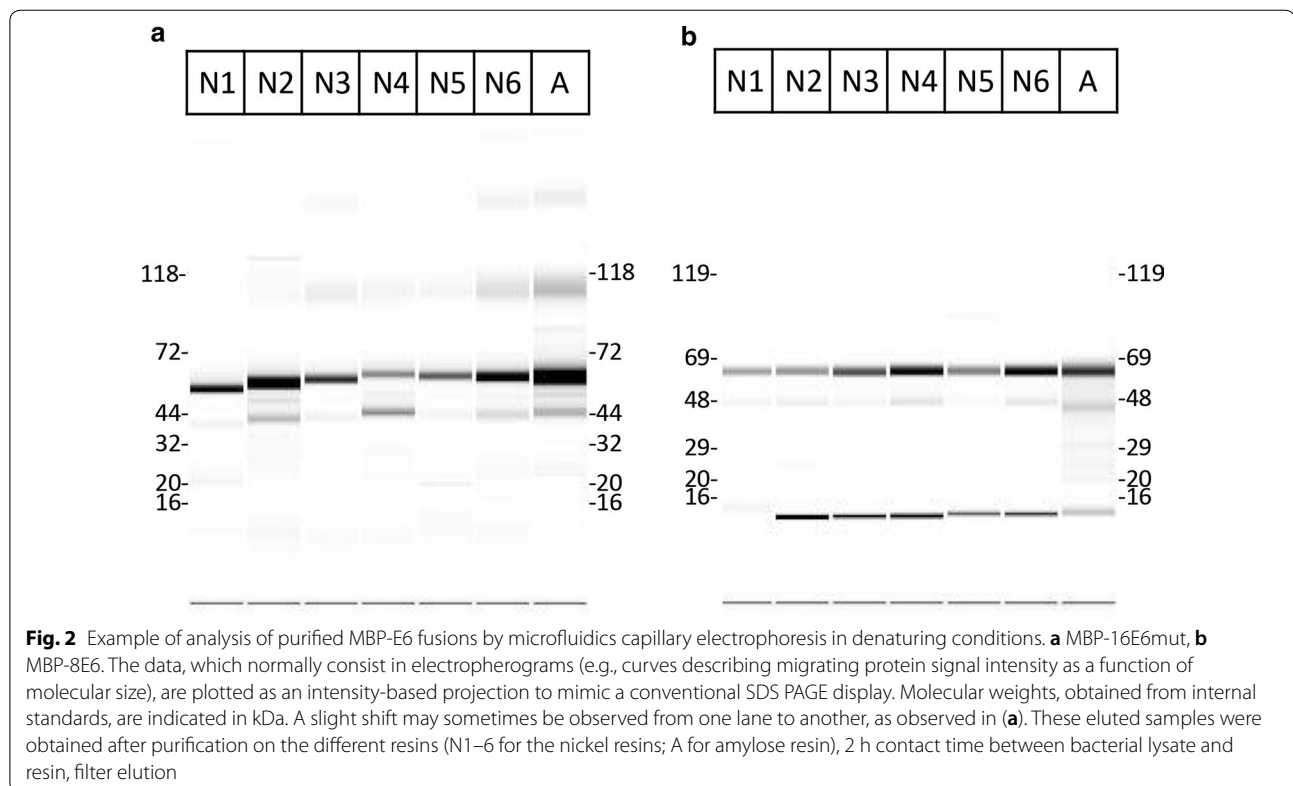 a
N1 N2 N3 N4 N5 N6 A
118- -118
72- -72
44- -44
32- -32
20- -20
16- -16
b
N1 N2 N3 N4 N5 N6 A
119- -119
69- -69
48- -48
29- -29
20- -20
16- -16
Fig. 2 Example of analysis of purified MBP-E6 fusions by microfluidics capillary electrophoresis in denaturing conditions. a MBP-16E6mut, b
MBP-8E6. The data, which normally consist in electropherograms (e.g., curves describing migrating protein signal intensity as a function of
molecular size), are plotted as an intensity-based projection to mimic a conventional SDS PAGE display. Molecular weights, obtained from internal
standards, are indicated in kDa. A slight shift may sometimes be observed from one lane to another, as observed in (a). These eluted samples were
obtained after purification on the different resins (N1–6 for the nickel resins; A for amylose resin), 2 h contact time between bacterial lysate and
resin, filter elution